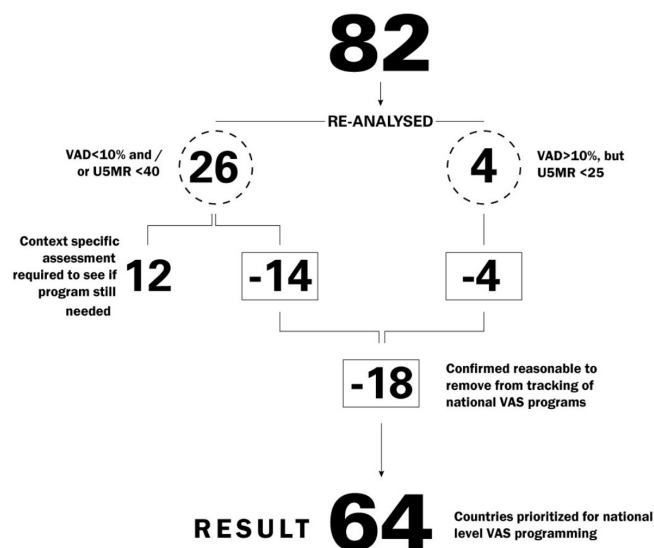 82
RE-ANALYSED
VAD<10% and /
or U5MR <40
26
4
VAD>10%, but
U5MR <25
Context specific
assessment
required to see if
program still
needed
12
-14
-4
-18
Confirmed reasonable to
remove from tracking of
national VAS programs
RESULT 64
Countries prioritized for national
level VAS programming